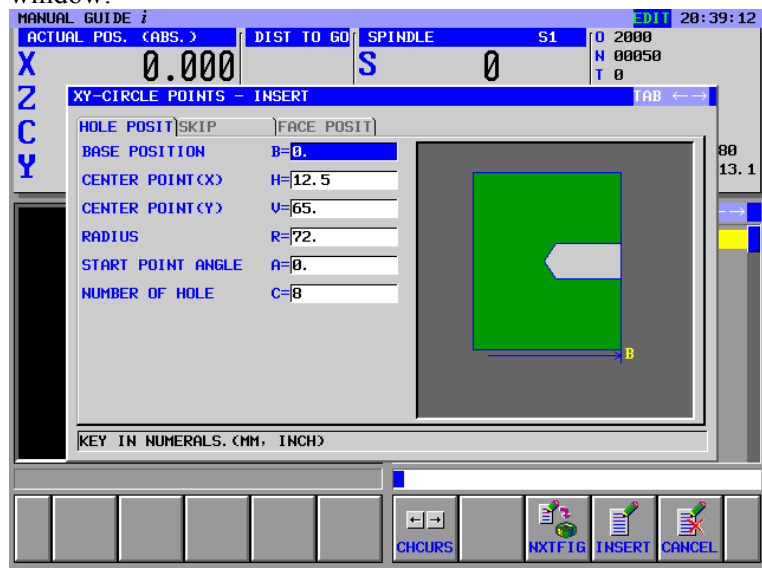 window.
MANUAL GUIDE i EDIT 20:39:12
ACTUAL POS. (ABS.) DIST TO GO SPINDLE S1 O 2000
X 0.000 S 0 N 00050
T 0
Z XY-CIRCLE POINTS - INSERT TAB ←→
C HOLE POSIT SKIP FACE POSIT
Y BASE POSITION B=0. 80
CENTER POINT(X) H=12.5 13.1
CENTER POINT(Y) V=65.
RADIUS R=72.
START POINT ANGLE A=0.
NUMBER OF HOLE C=8
B
KEY IN NUMERALS.(MM, INCH)
←→
CHCURS NXTFIG INSERT CANCEL